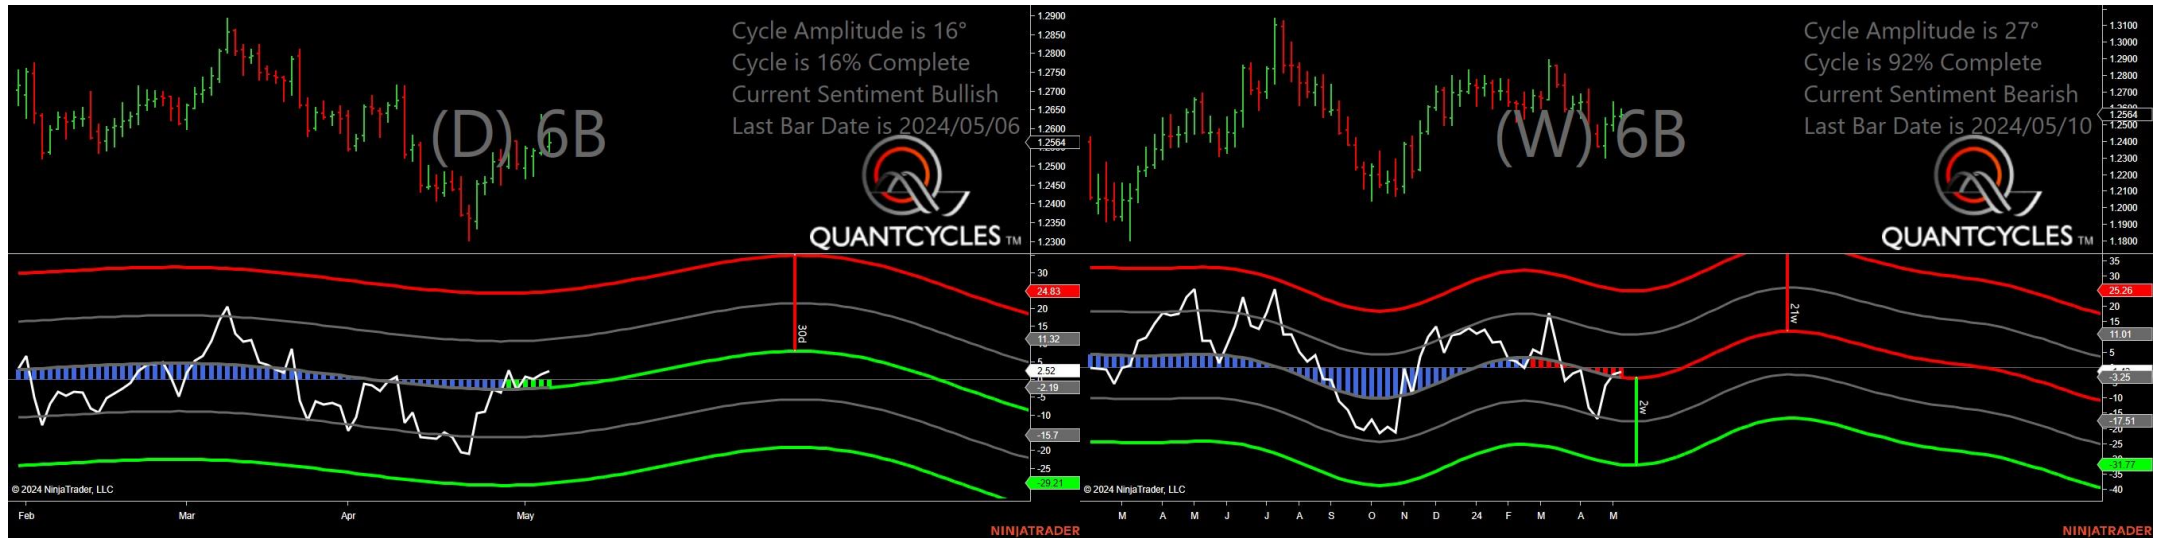 Cycle Amplitude is 16°
Cycle is 16% Complete
Current Sentiment Bullish
Last Bar Date is 2024/05/06
(D) 6B
QUANTCYCLES TM
1.2900
1.2850
1.2800
1.2750
1.2700
1.2650
1.2600
1.2564
1.2500
1.2450
1.2400
1.2350
1.2300
30
24.83
20
15
11.32
5
2.52
-2.19
-5
-10
-15.7
-20
-25
-29.21
30d
© 2024 NinjaTrader, LLC
Feb
Mar
Apr
May
NINJATRADER
Cycle Amplitude is 27°
Cycle is 92% Complete
Current Sentiment Bearish
Last Bar Date is 2024/05/10
(W) 6B
QUANTCYCLES TM
1.3100
1.3000
1.2900
1.2800
1.2700
1.2564
1.2500
1.2400
1.2300
1.2200
1.2100
1.2000
1.1900
1.1800
35
30
25.26
20
15
11.01
5
-3.25
-10
-15
-17.51
-20
-25
-31.77
-35
-40
21w
2w
© 2024 NinjaTrader, LLC
M
A
M
J
J
A
S
O
N
D
24
F
M
A
M
NINJATRADER